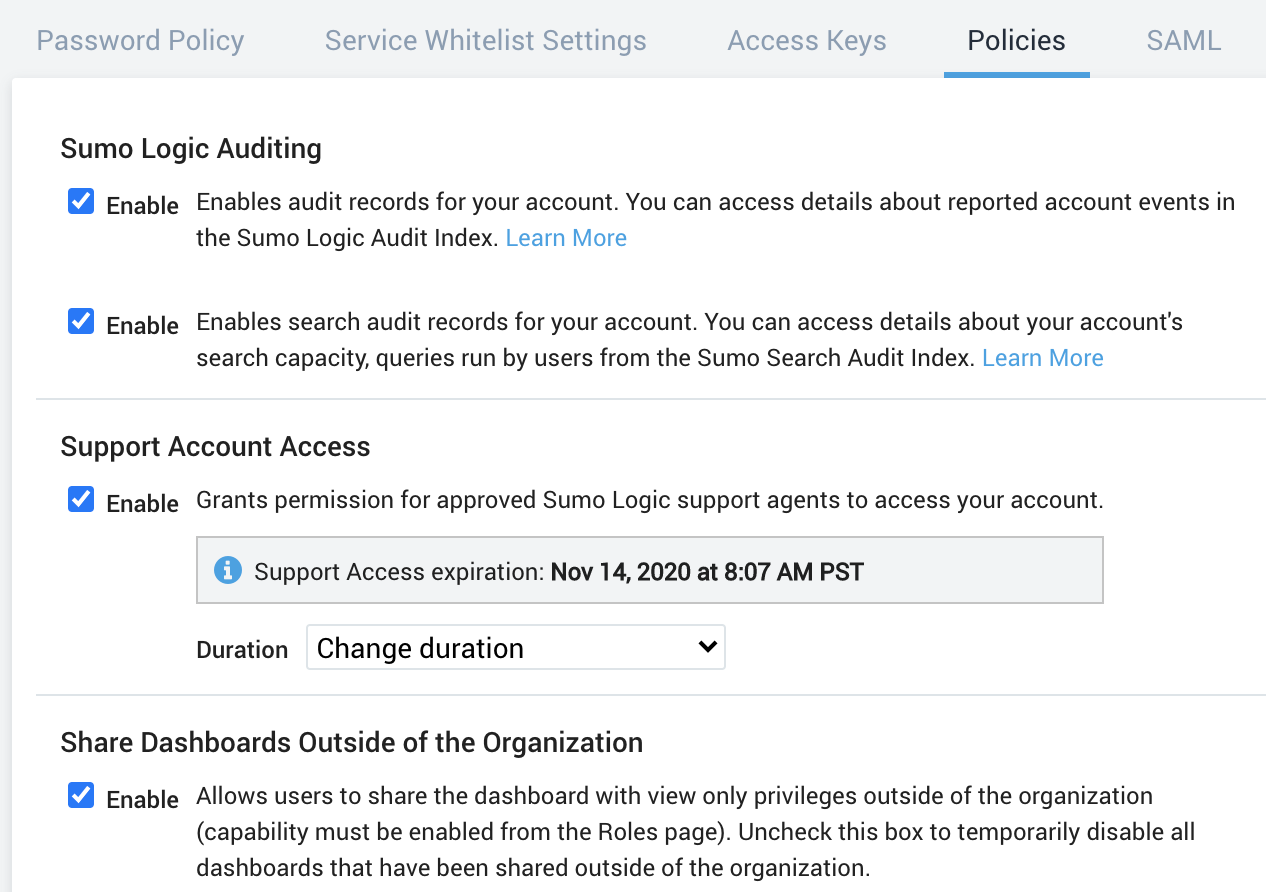 Password Policy Service Whitelist Settings Access Keys Policies SAML
Sumo Logic Auditing
Enable Enables audit records for your account. You can access details about reported account events in
the Sumo Logic Audit Index. Learn More
Enable Enables search audit records for your account. You can access details about your account's
search capacity, queries run by users from the Sumo Search Audit Index. Learn More
Support Account Access
Enable Grants permission for approved Sumo Logic support agents to access your account.
Support Access expiration: Nov 14, 2020 at 8:07 AM PST
Duration Change duration
Share Dashboards Outside of the Organization
Enable Allows users to share the dashboard with view only privileges outside of the organization
(capability must be enabled from the Roles page). Uncheck this box to temporarily disable all
dashboards that have been shared outside of the organization.